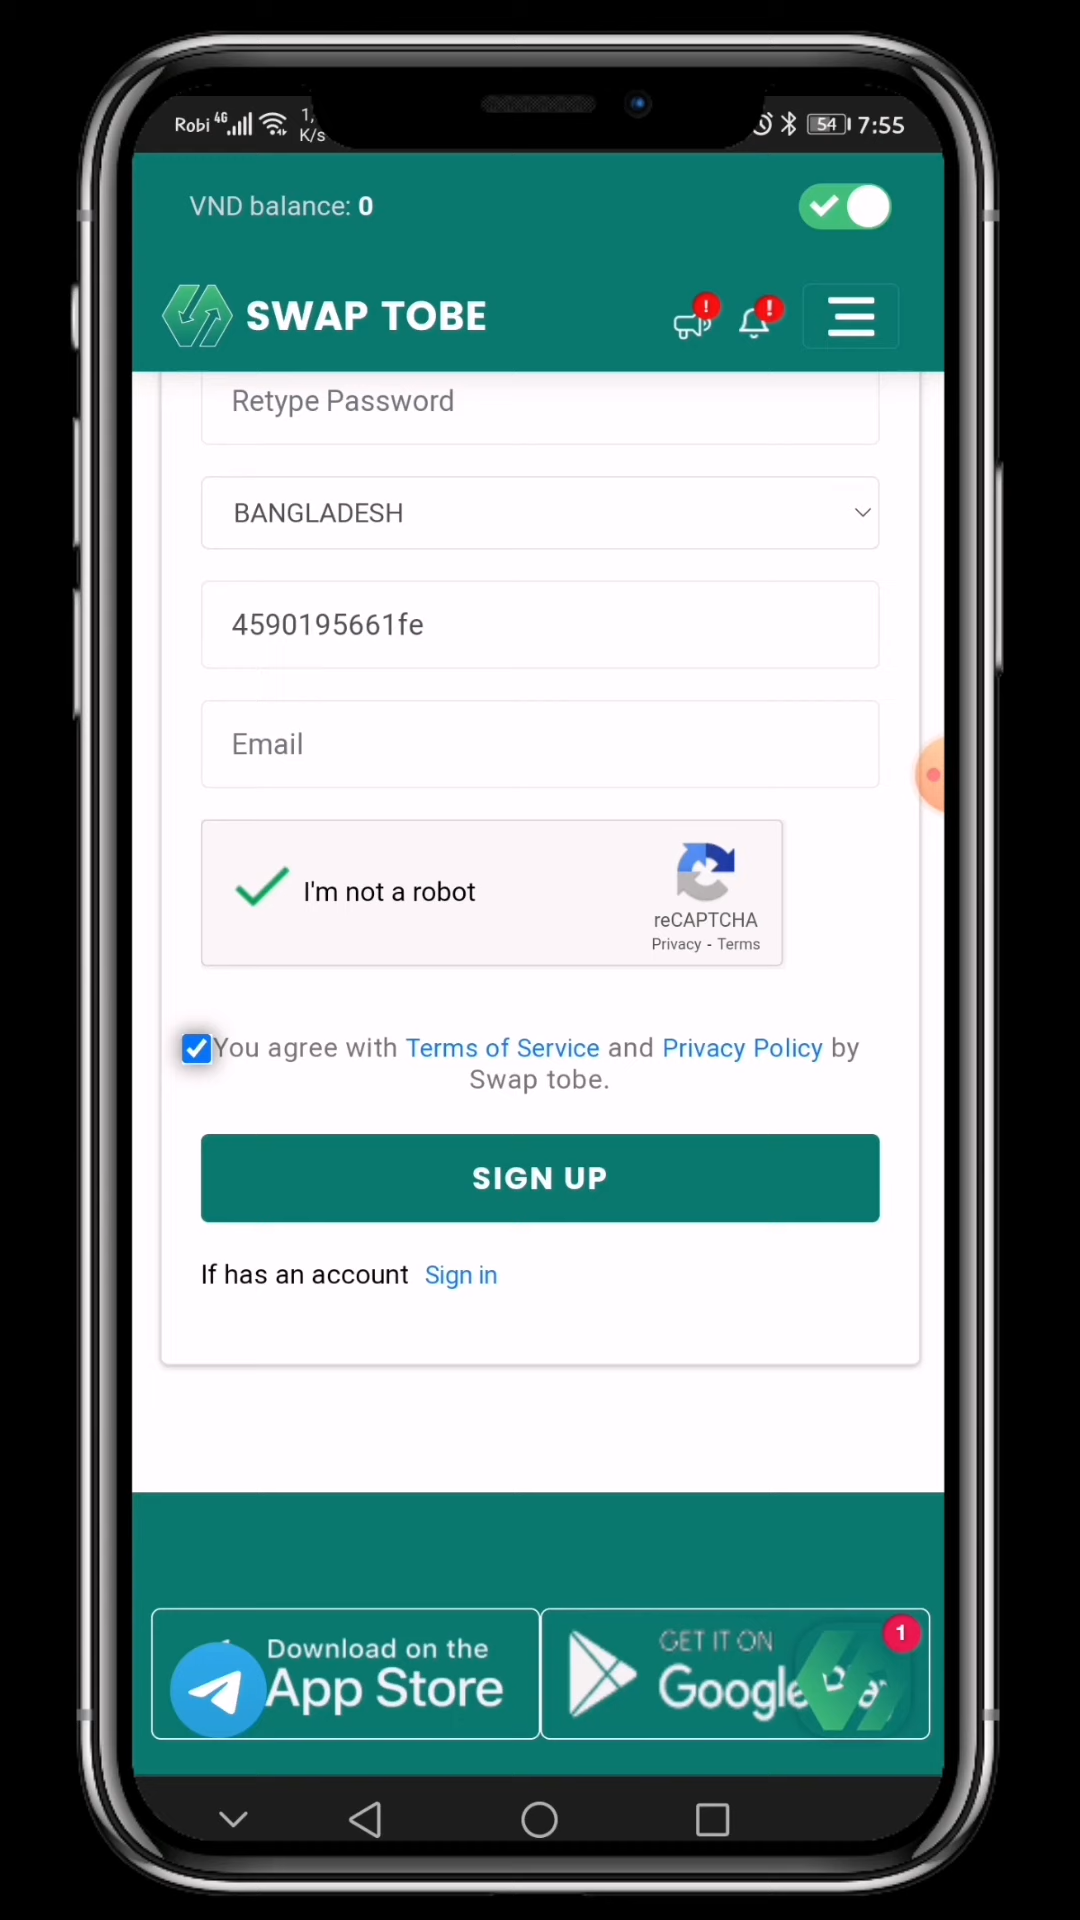 Robi 4G 54 7:55
K/s
VND balance: 0
SWAP TOBE
Retype Password
BANGLADESH
4590195661fe
Email
I'm not a robot
reCAPTCHA
Privacy - Terms
You agree with Terms of Service and Privacy Policy by
Swap tobe.
SIGN UP
If has an account Sign in
1
Download on the
App Store
GET IT ON
Google